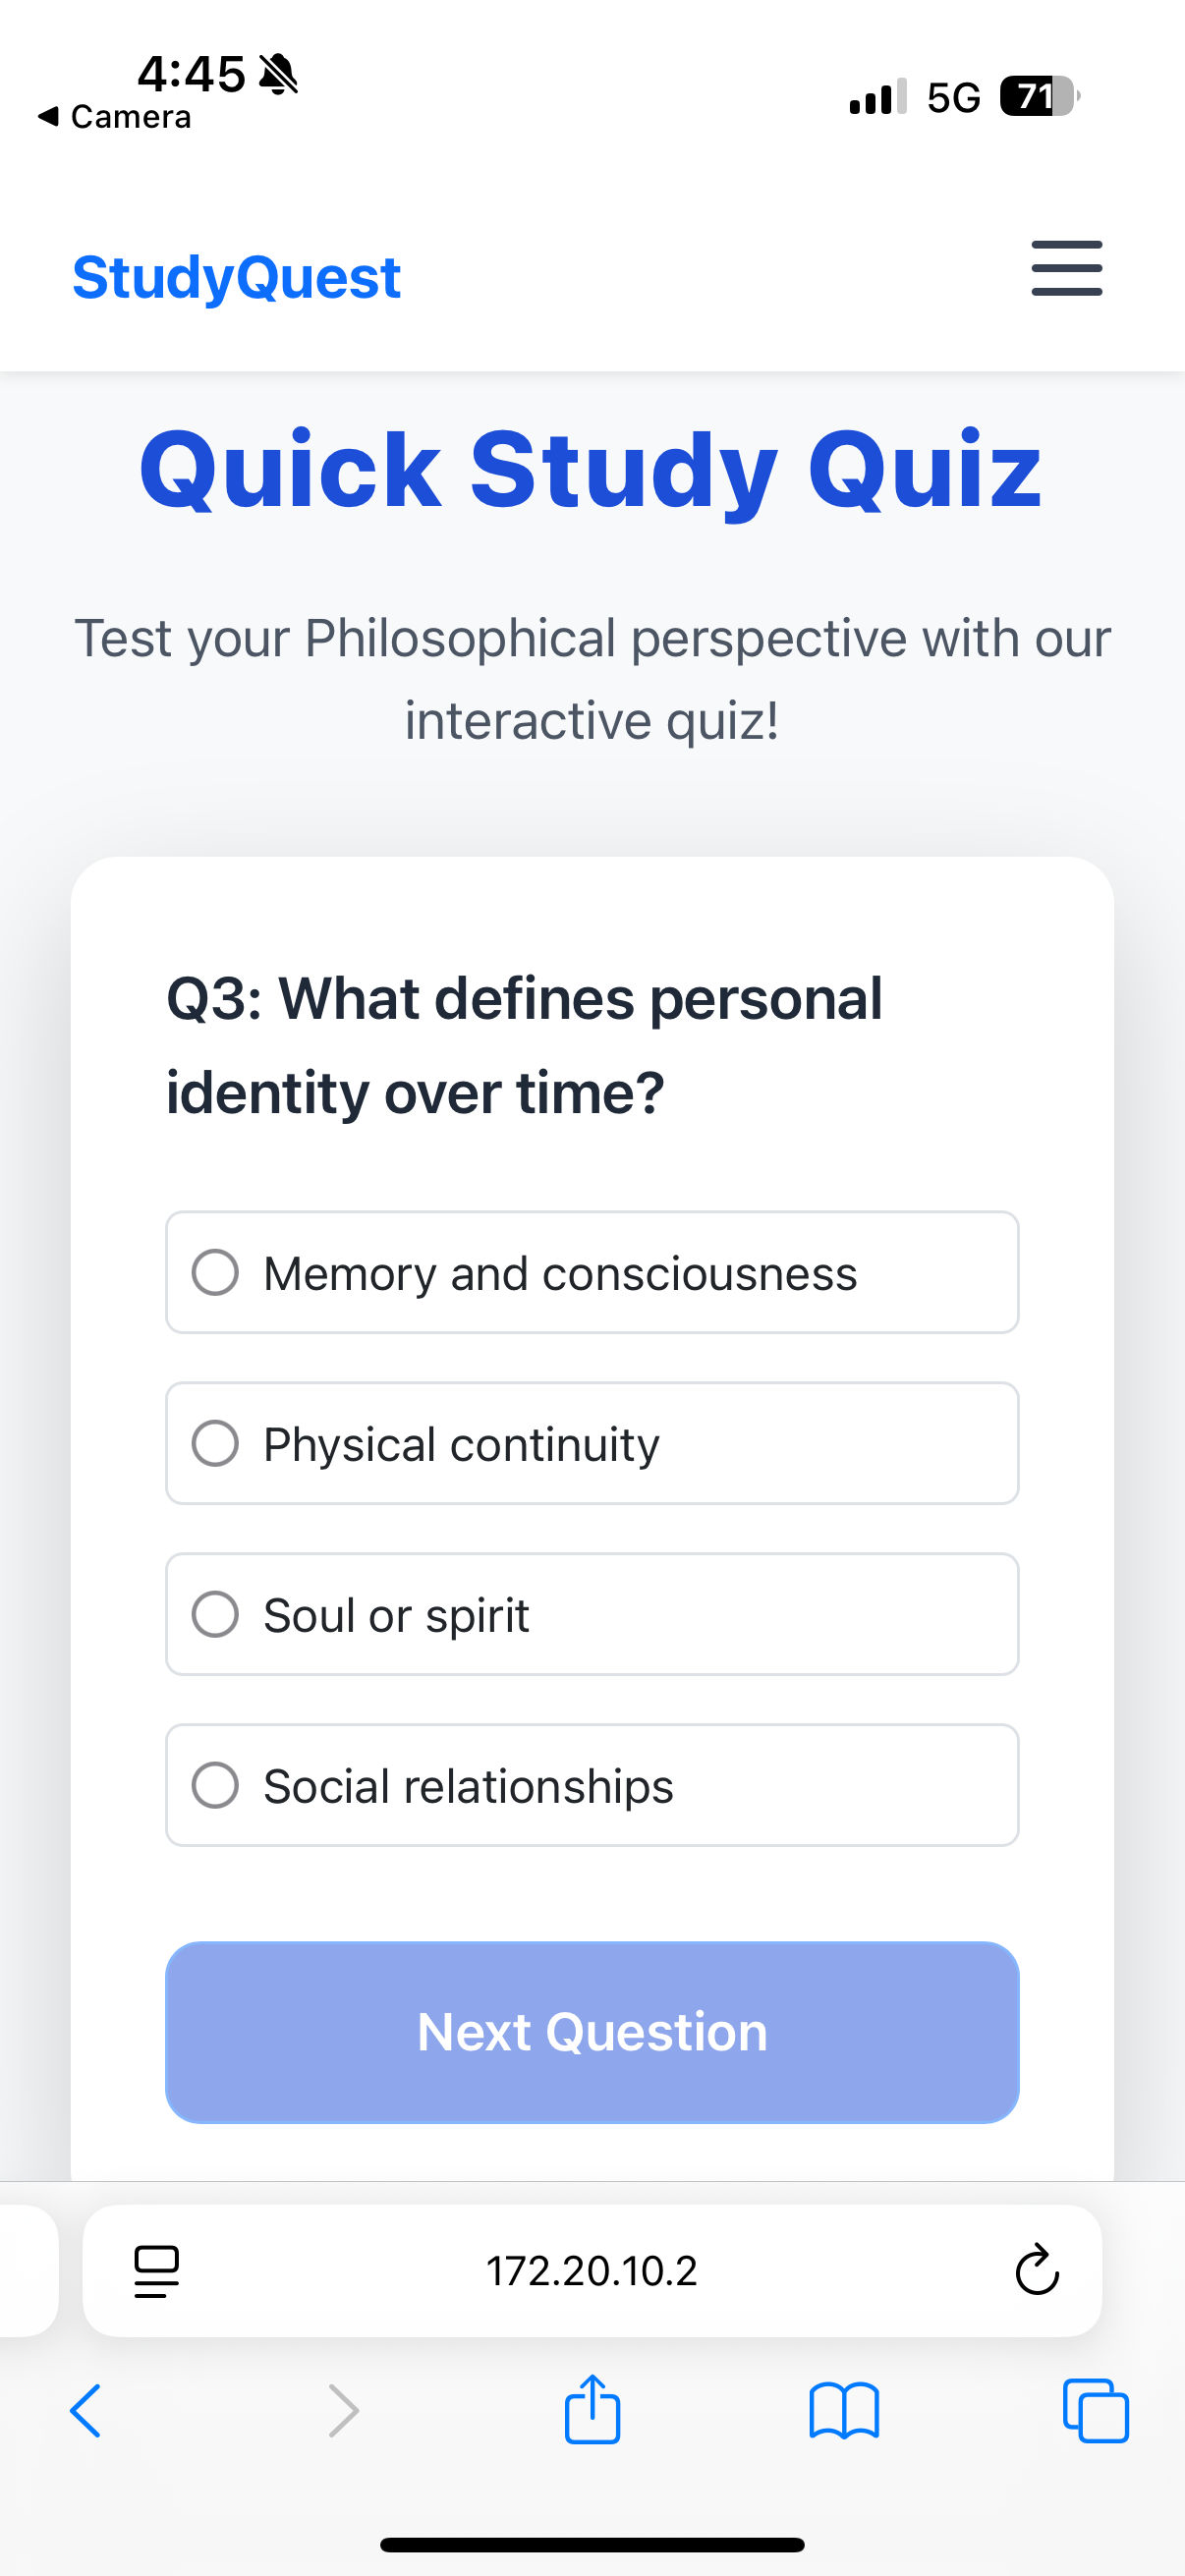 4:45
◀ Camera
5G 71
StudyQuest
Quick Study Quiz
Test your Philosophical perspective with our
interactive quiz!
Q3: What defines personal
identity over time?
Memory and consciousness
Physical continuity
Soul or spirit
Social relationships
Next Question
172.20.10.2